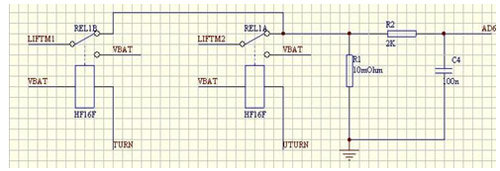 REL1B
REL1A
R2
AD6
LIFTM1
LIFTM2
2K
VBAT
VBAT
R1
10mOhm
C4
100n
VBAT
VBAT
HF16F
HF16F
TURN
UTURN